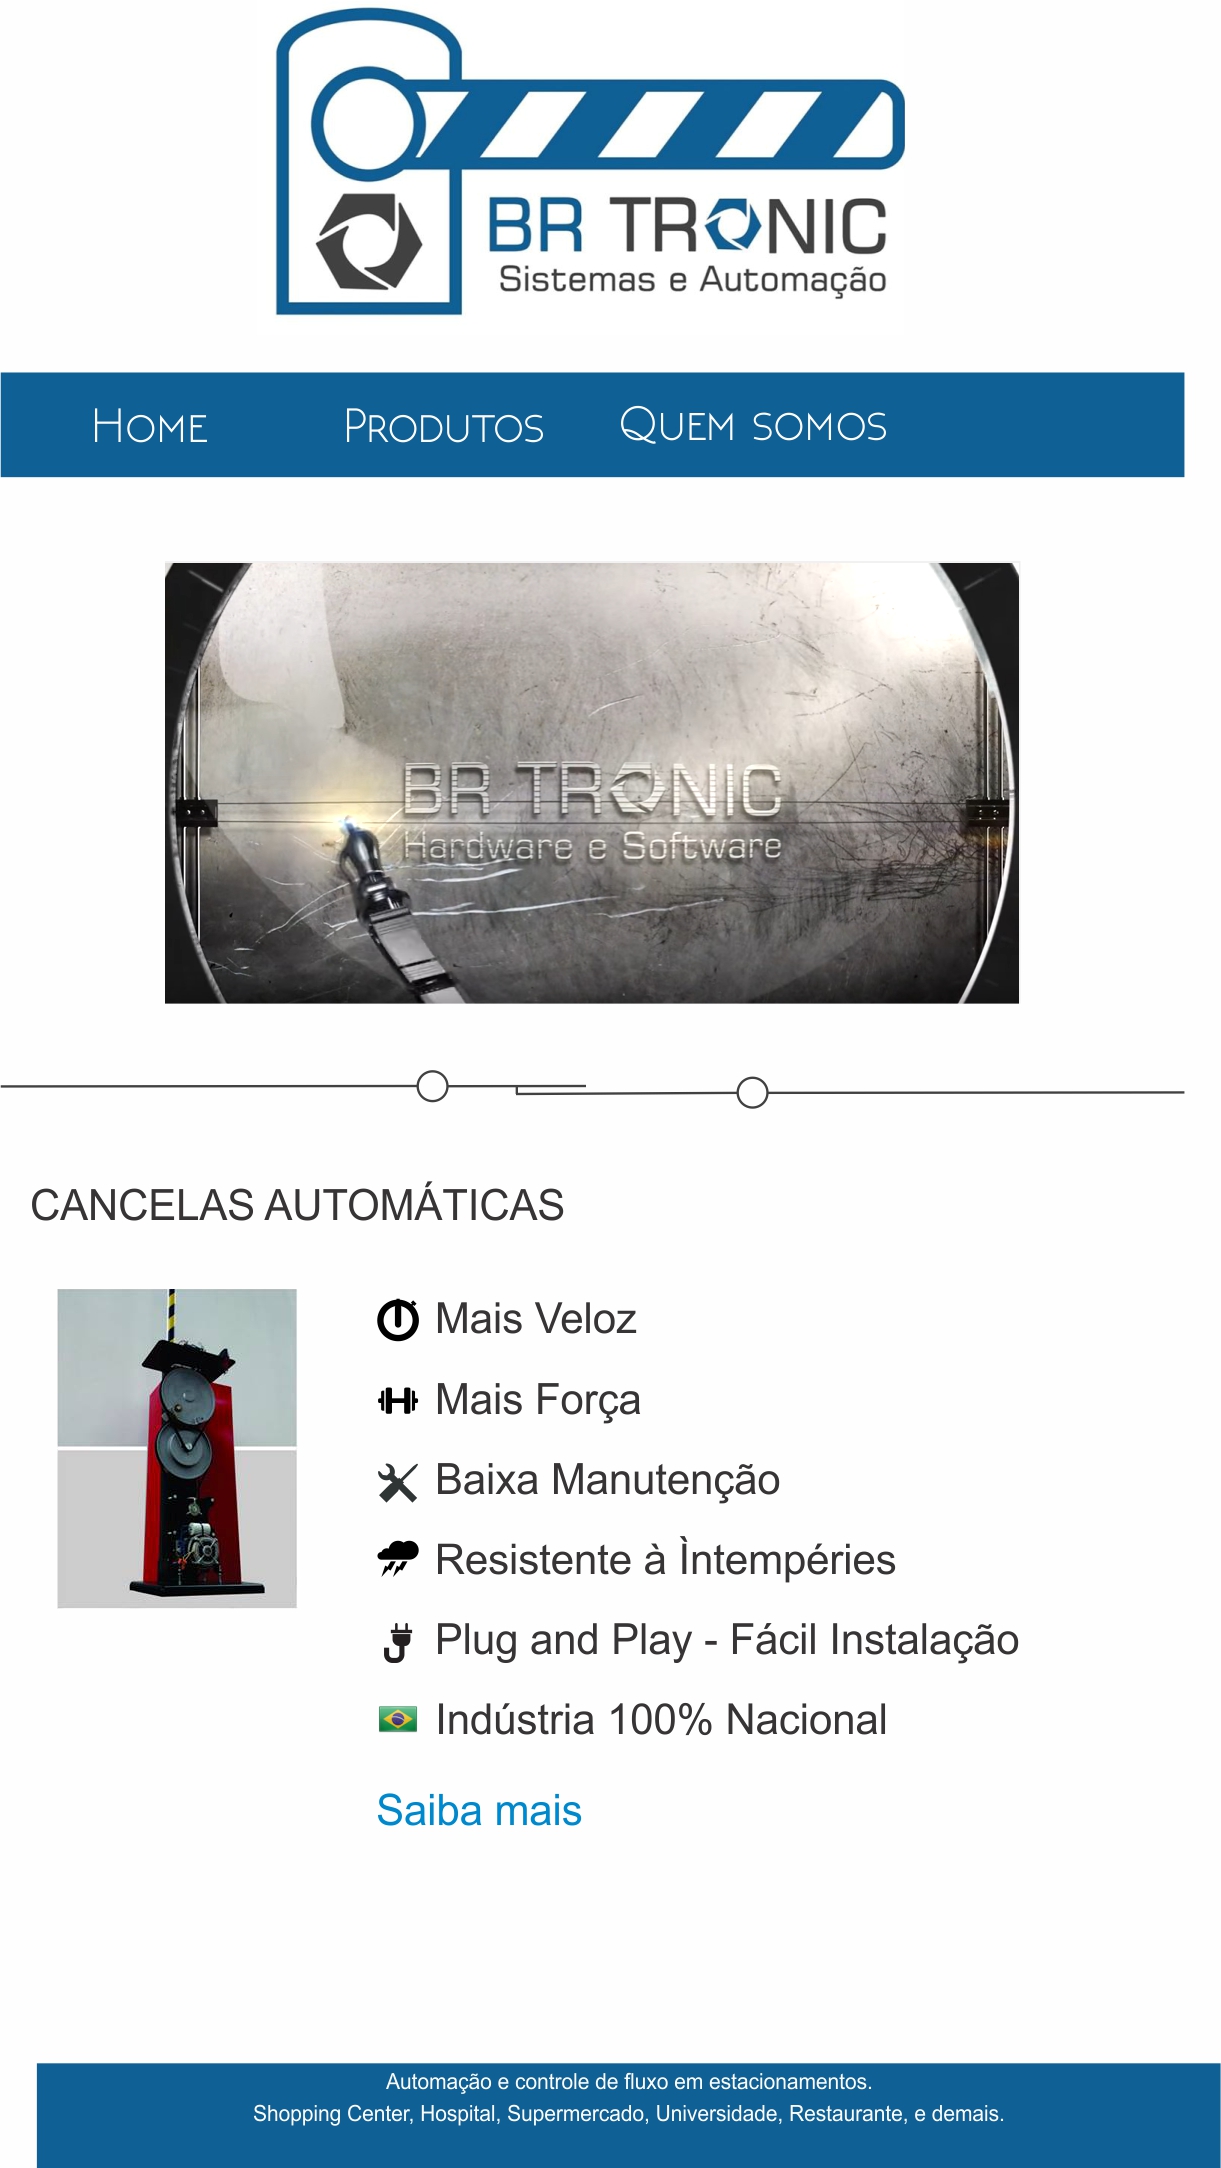 BR TRONIC
Sistemas e Automação
HOME PRODUTOS QUEM SOMOS
BR TRONIC
Hardware e Software
CANCELAS AUTOMÁTICAS
Mais Veloz
Mais Força
Baixa Manutenção
Resistente à Ìntempéries
Plug and Play - Fácil Instalação
Indústria 100% Nacional
Saiba mais
Automação e controle de fluxo em estacionamentos.
Shopping Center, Hospital, Supermercado, Universidade, Restaurante, e demais.